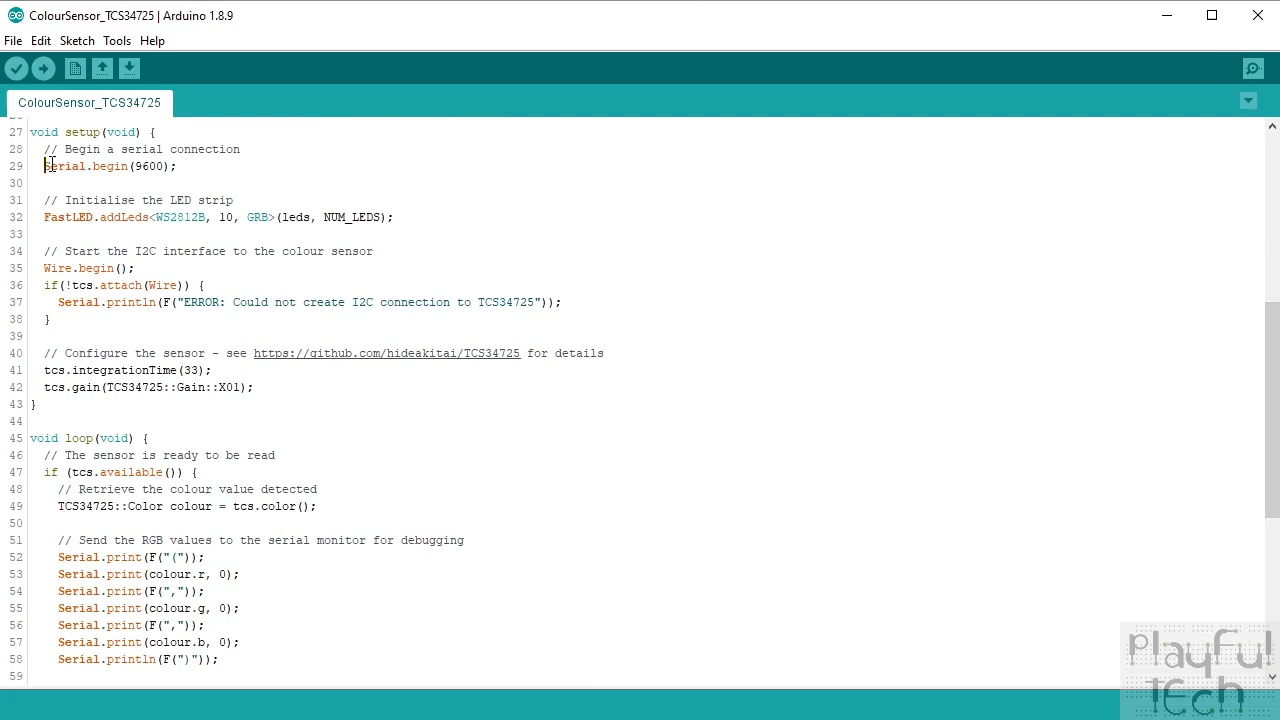 ColourSensor_TCS34725 | Arduino 1.8.9
File Edit Sketch Tools Help
ColourSensor_TCS34725
27 void setup(void) {
28 // Begin a serial connection
29 Serial.begin(9600);
30
31 // Initialise the LED strip
32 FastLED.addLeds<WS2812B, 10, GRB>(leds, NUM_LEDS);
33
34 // Start the I2C interface to the colour sensor
35 Wire.begin();
36 if(!tcs.attach(Wire)) {
37 Serial.println(F("ERROR: Could not create I2C connection to TCS34725"));
38 }
39
40 // Configure the sensor - see https://github.com/hideakitai/TCS34725 for details
41 tcs.integrationTime(33);
42 tcs.gain(TCS34725::Gain::X01);
43 }
44
45 void loop(void) {
46 // The sensor is ready to be read
47 if (tcs.available()) {
48 // Retrieve the colour value detected
49 TCS34725::Color colour = tcs.color();
50
51 // Send the RGB values to the serial monitor for debugging
52 Serial.print(F("("));
53 Serial.print(colour.r, 0);
54 Serial.print(F(","));
55 Serial.print(colour.g, 0);
56 Serial.print(F(","));
57 Serial.print(colour.b, 0);
58 Serial.println(F(")"));
59
Playful
Tech